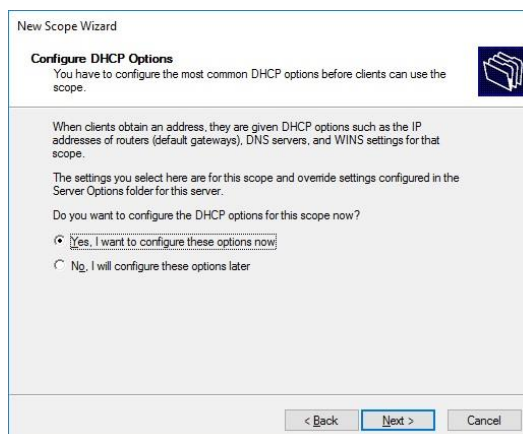 New Scope Wizard
Configure DHCP Options
You have to configure the most common DHCP options before clients can use the
scope.
When clients obtain an address, they are given DHCP options such as the IP
addresses of routers (default gateways), DNS servers, and WINS settings for that
scope.
The settings you select here are for this scope and override settings configured in the
Server Options folder for this server.
Do you want to configure the DHCP options for this scope now?
Yes, I want to configure these options now
No, I will configure these options later
< Back Next > Cancel